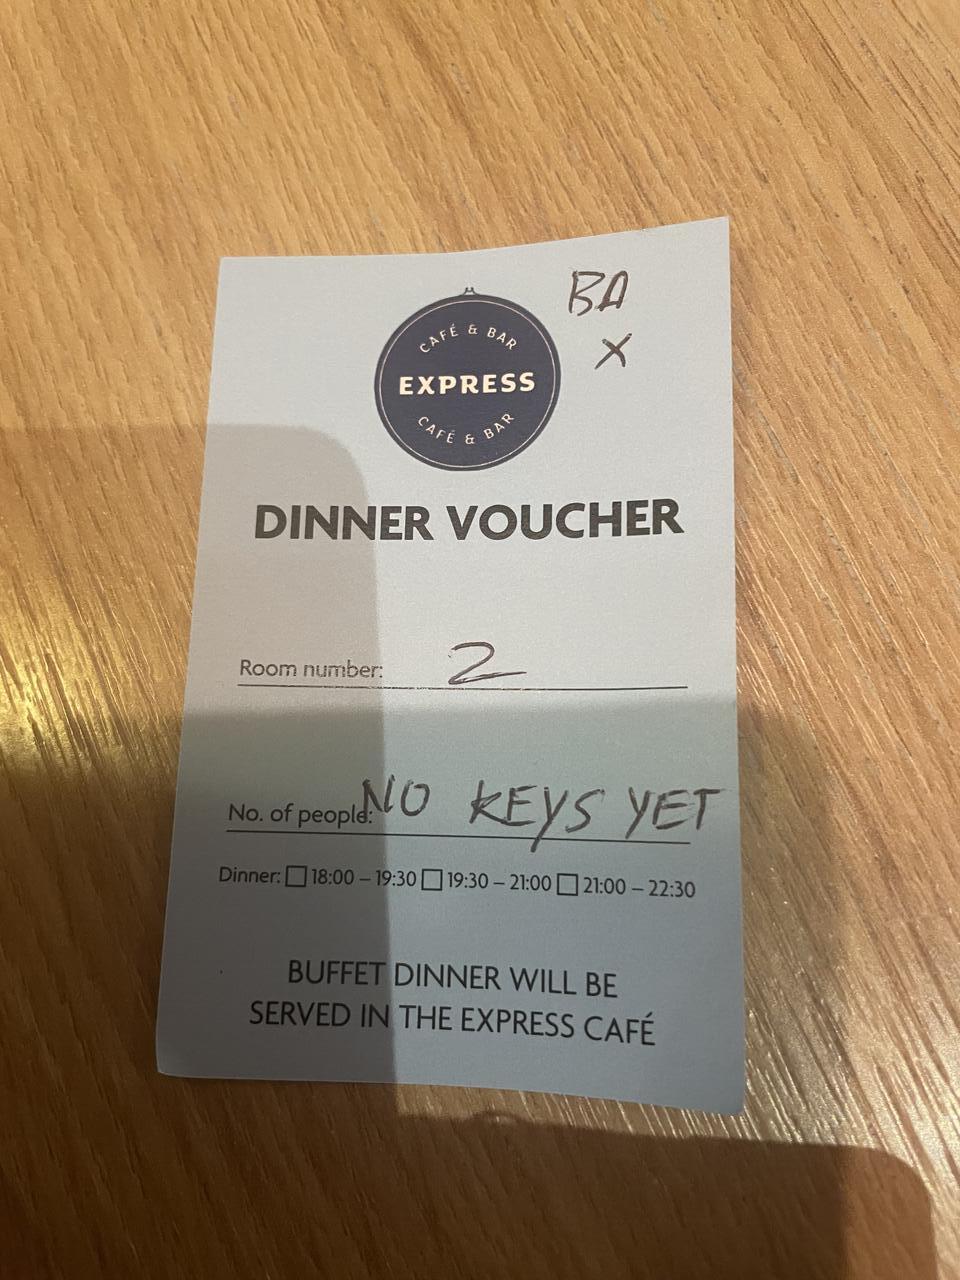 BA
X
CAFÉ & BAR
EXPRESS
CAFÉ & BAR
DINNER VOUCHER
Room number: 2
No. of people: NO KEYS YET
Dinner: ☐ 18:00 – 19:30 ☐ 19:30 – 21:00 ☐ 21:00 – 22:30
BUFFET DINNER WILL BE
SERVED IN THE EXPRESS CAFÉ